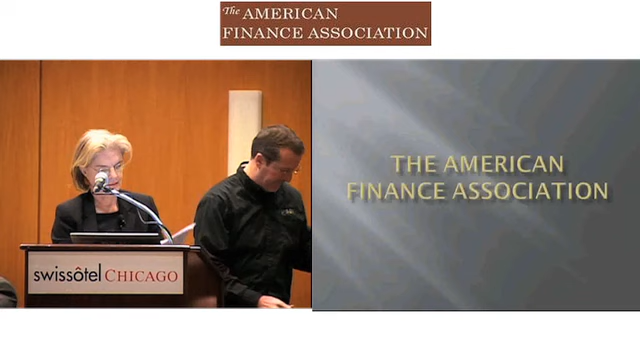 The AMERICAN
FINANCE ASSOCIATION
THE AMERICAN
FINANCE ASSOCIATION
swissôtel CHICAGO